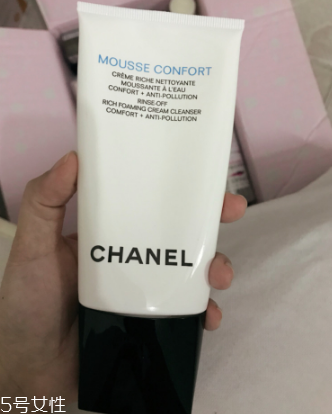 MOUSSE CONFORT
CRÈME RICHE NETTOYANTE
MOUSSANTE À L'EAU
CONFORT + ANTI-POLLUTION
RINSE-OFF
RICH FOAMING CREAM CLEANSER
COMFORT + ANTI-POLLUTION
CHANEL
5号女性